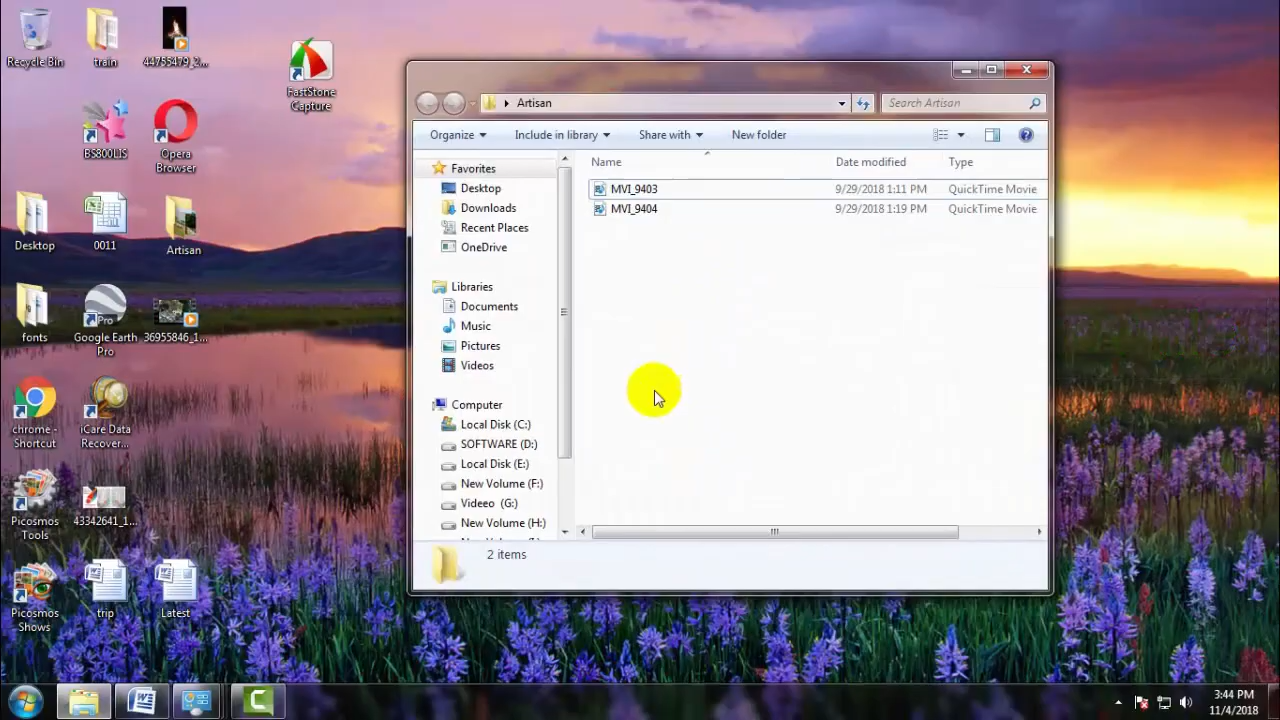 Recycle Bin
train
44755479_2...
FastStone
Capture
BS800LIS
Opera
Browser
Desktop
0011
Artisan
fonts
Google Earth
Pro
36955846_1...
chrome -
Shortcut
iCare Data
Recover...
Picosmos
Tools
43342641_1...
Picosmos
Shows
trip
Latest
Artisan
Search Artisan
Organize
Include in library
Share with
New folder
Favorites
Desktop
Downloads
Recent Places
OneDrive
Libraries
Documents
Music
Pictures
Videos
Computer
Local Disk (C:)
SOFTWARE (D:)
Local Disk (E:)
New Volume (F:)
Videeo (G:)
New Volume (H:)
Name Date modified Type
MVI_9403 9/29/2018 1:11 PM QuickTime Movie
MVI_9404 9/29/2018 1:19 PM QuickTime Movie
2 items
3:44 PM
11/4/2018